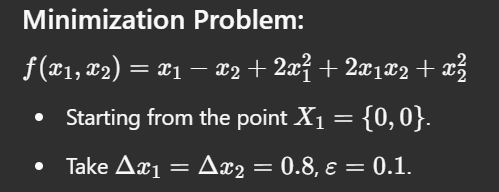 Minimization Problem:
f(x₁, x₂) = x₁ − x₂ + 2x₁² + 2x₁x₂ + x₂²
• Starting from the point X₁ = {0, 0}.
• Take Δx₁ = Δx₂ = 0.8, ε = 0.1.